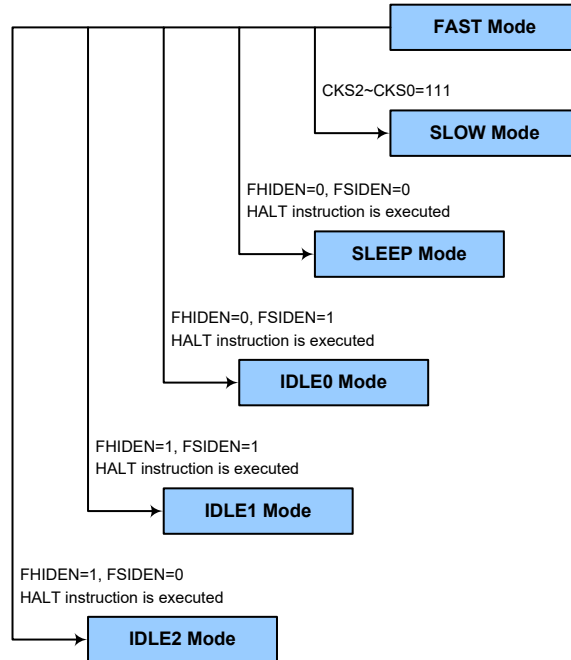 FAST Mode
CKS2~CKS0=111
SLOW Mode
FHIDEN=0, FSIDEN=0
HALT instruction is executed
SLEEP Mode
FHIDEN=0, FSIDEN=1
HALT instruction is executed
IDLE0 Mode
FHIDEN=1, FSIDEN=1
HALT instruction is executed
IDLE1 Mode
FHIDEN=1, FSIDEN=0
HALT instruction is executed
IDLE2 Mode